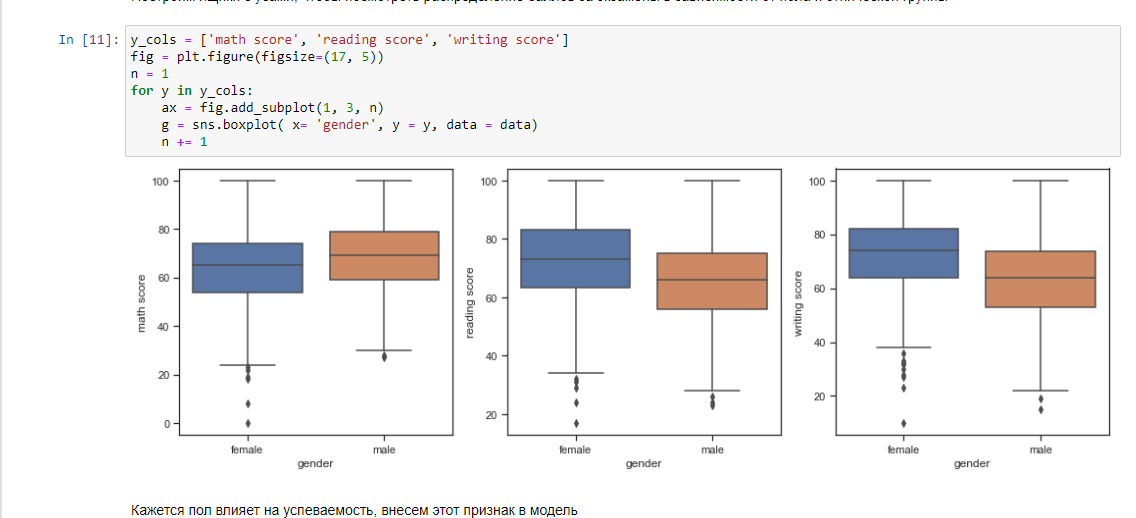 In [11]: y_cols = ['math score', 'reading score', 'writing score']
fig = plt.figure(figsize=(17, 5))
n = 1
for y in y_cols:
    ax = fig.add_subplot(1, 3, n)
    g = sns.boxplot( x= 'gender', y = y, data = data)
    n += 1
100
80
60
40
20
0
math score
female
male
gender
100
80
60
40
20
reading score
female
male
gender
100
80
60
40
20
writing score
female
male
gender
Кажется пол влияет на успеваемость, внесем этот признак в модель